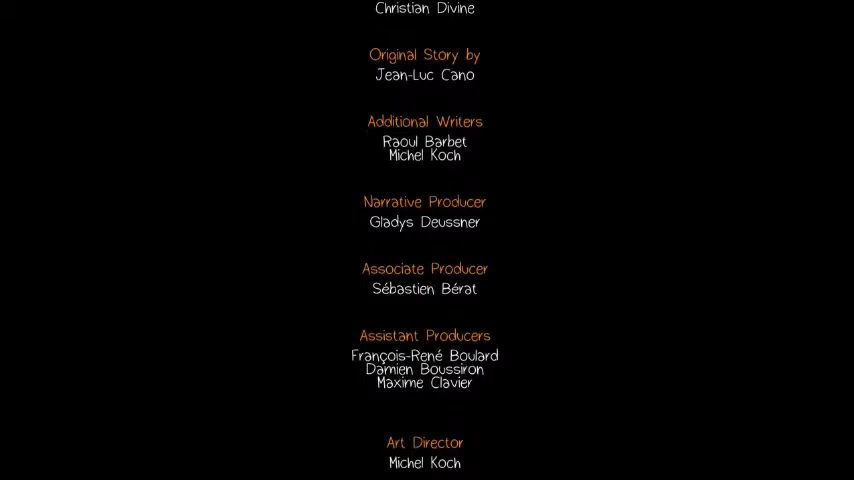 Christian Divine
Original Story by
Jean-Luc Cano
Additional Writers
Raoul Barbet
Michel Koch
Narrative Producer
Gladys Deussner
Associate Producer
Sébastien Bérat
Assistant Producers
François-René Boulard
Damien Boussiron
Maxime Clavier
Art Director
Michel Koch